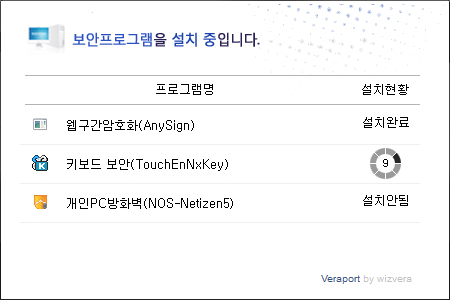 보안프로그램을 설치 중입니다.
프로그램명 설치현황
웹구간암호화(AnySign) 설치완료
키보드 보안(TouchEnNxKey) 9
개인PC방화벽(NOS-Netizen5) 설치안됨
Veraport by wizvera